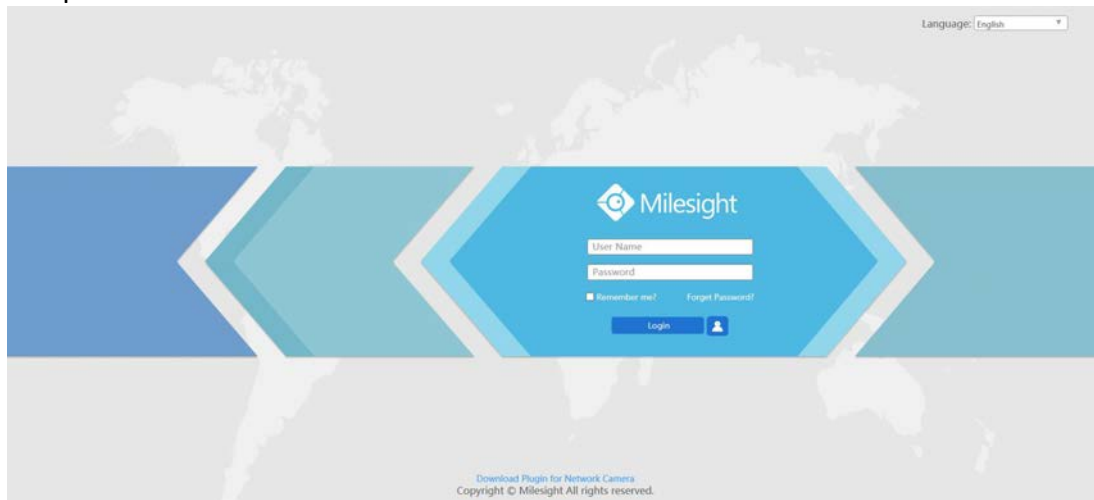 Language: English
Milesight
User Name
Password
Remember me? Forget Password?
Login
Download Plugin for Network Camera
Copyright © Milesight All rights reserved.